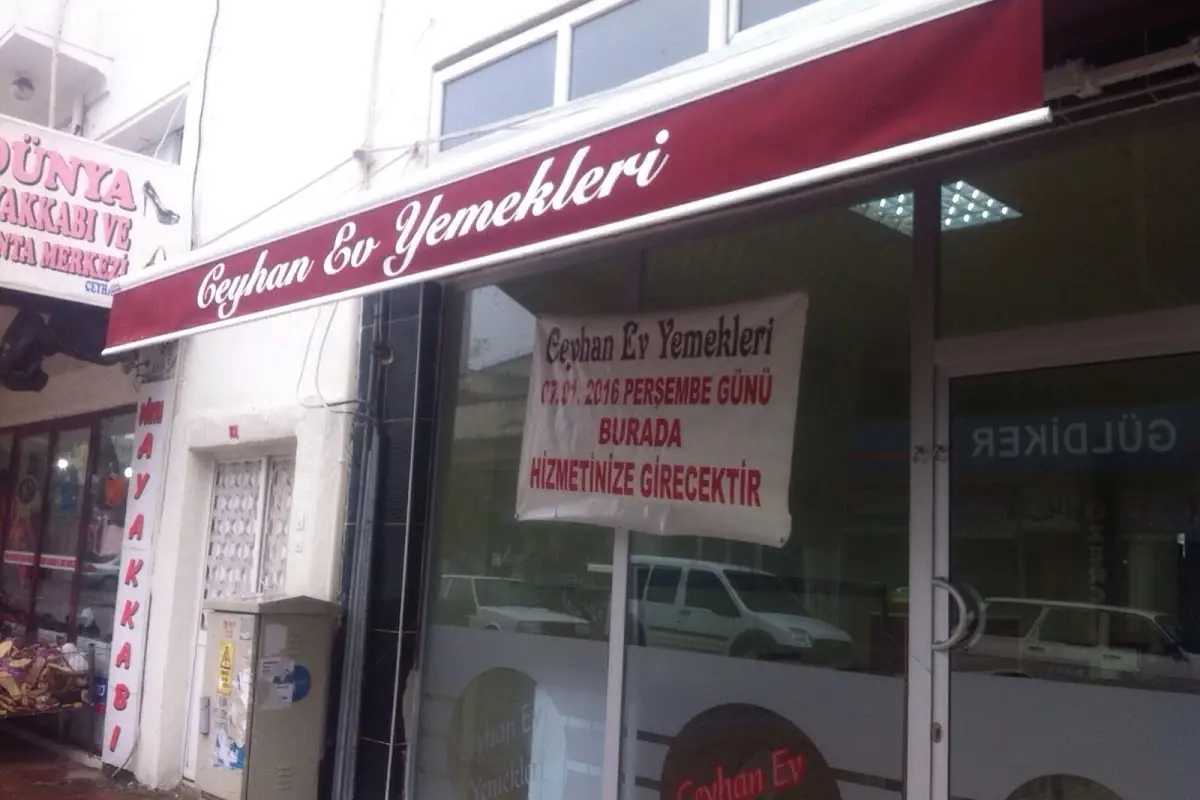 DÜNYA
AYAKKABI VE
ÇANTA MERKEZİ
Ceyhan Ev Yemekleri
Ceyhan Ev Yemekleri
07.01. 2016 PERŞEMBE GÜNÜ
BURADA
HİZMETİNİZE GİRECEKTİR
AYAKKABI
GÜLDİKER
Ceyhan Ev
Yemekleri
Ceyhan Ev